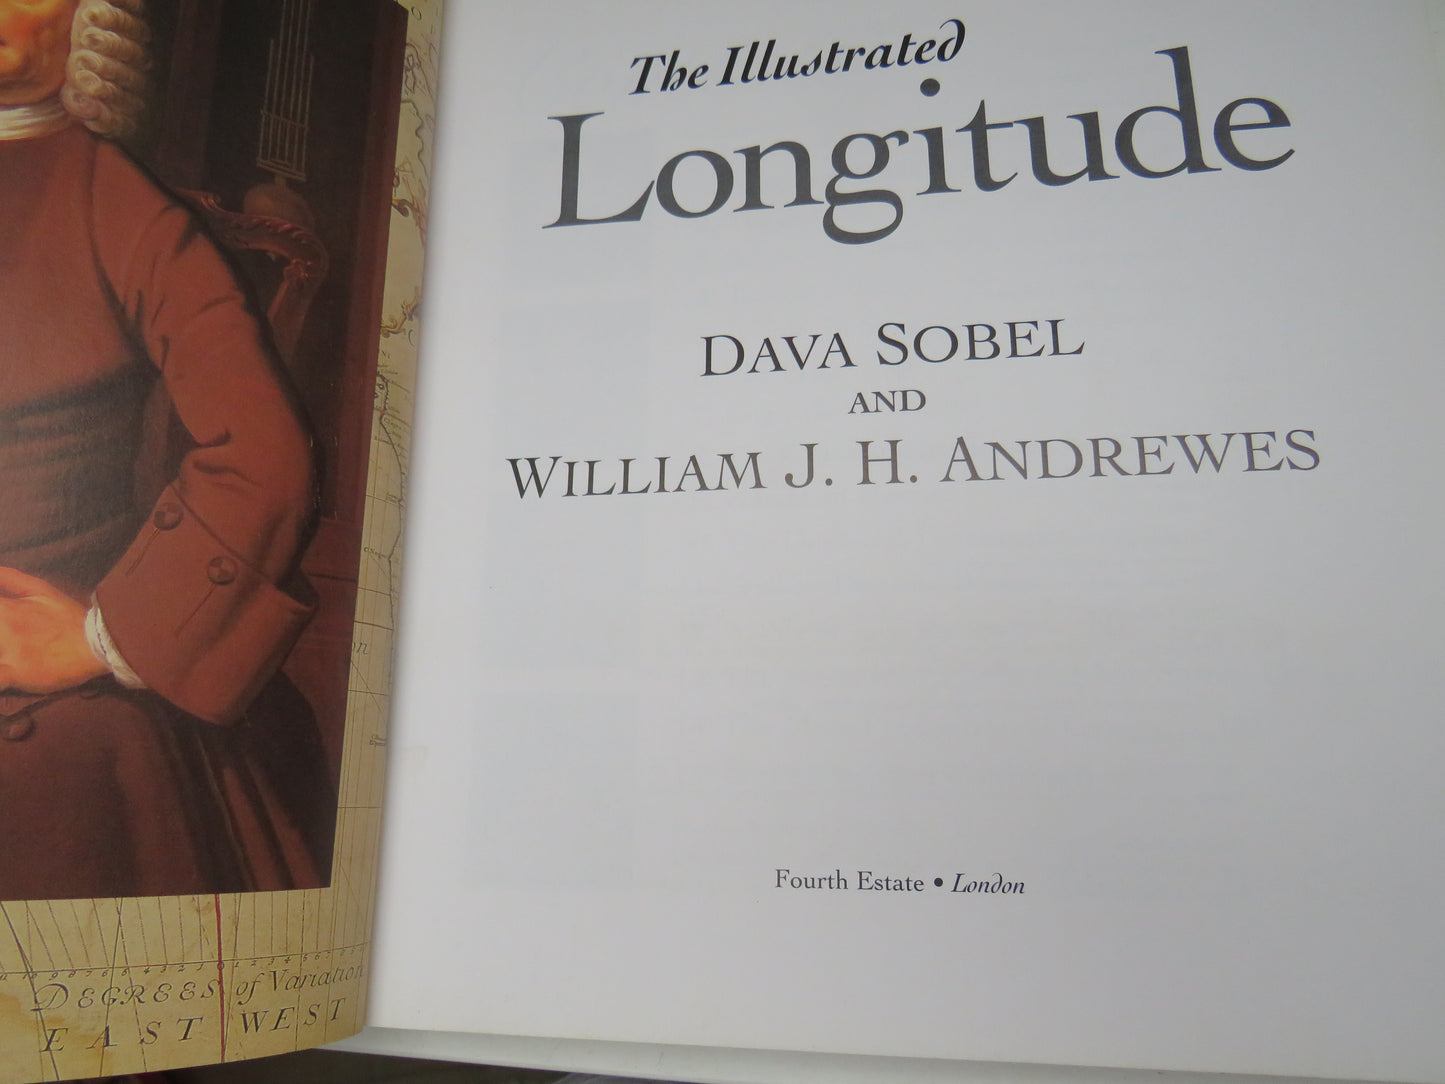 The Illustrated
Longitude
DAVA SOBEL
AND
WILLIAM J. H. ANDREWES
Fourth Estate • London
DEGREES of Variation
EAST WEST